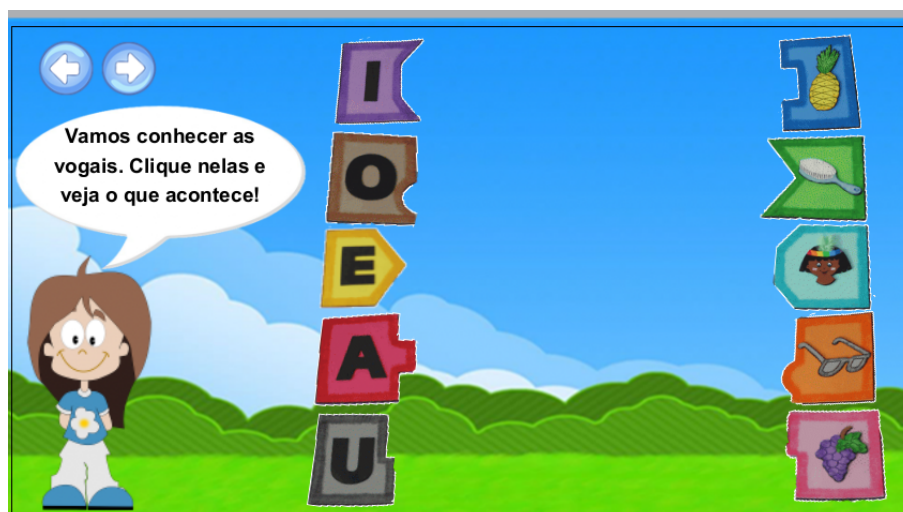 Vamos conhecer as
vogais. Clique nelas e
veja o que acontece!
I
O
E
A
U